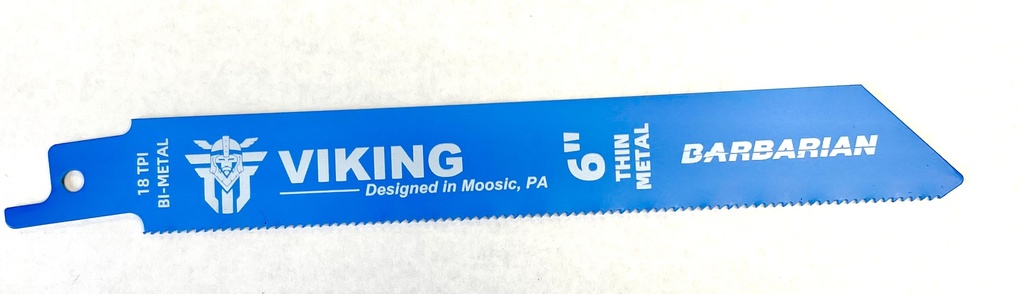 18 TPI
BI-METAL
VIKING
Designed in Moosic, PA
6"
THIN
METAL
BARBARIAN